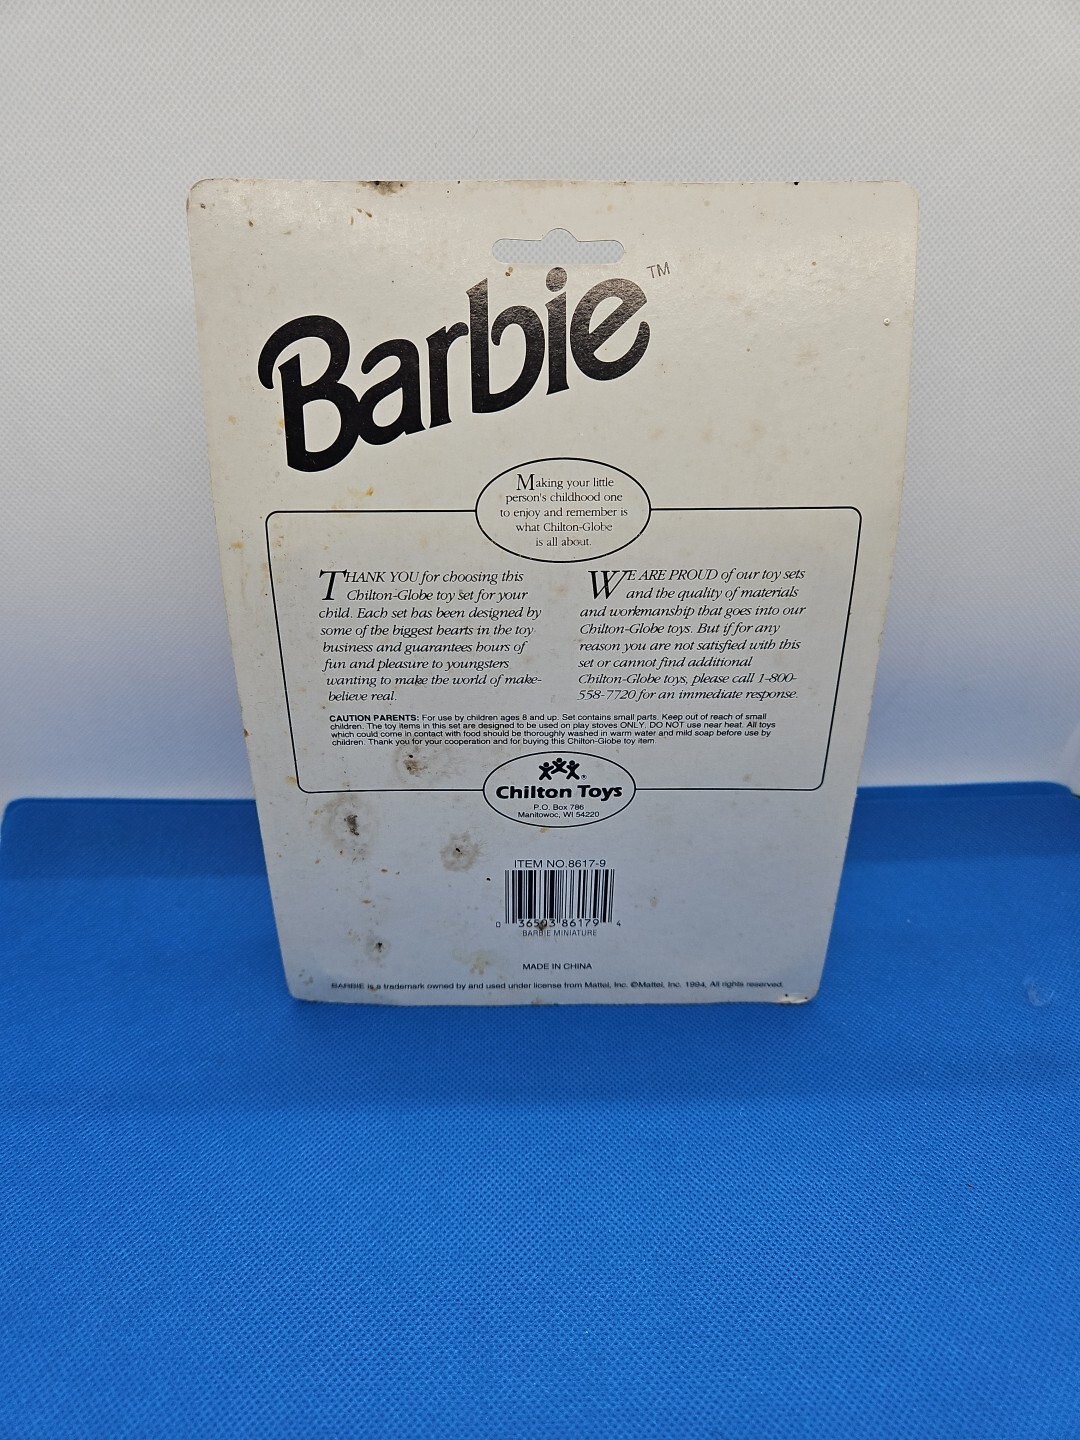 Barbie™
Making your little
person's childhood one
to enjoy and remember is
what Chilton-Globe
is all about.
THANK YOU for choosing this
Chilton-Globe toy set for your
child. Each set has been designed by
some of the biggest hearts in the toy
business and guarantees hours of
fun and pleasure to youngsters
wanting to make the world of make-
believe real.
WE ARE PROUD of our toy sets
and the quality of materials
and workmanship that goes into our
Chilton-Globe toys. But if for any
reason you are not satisfied with this
set or cannot find additional
Chilton-Globe toys, please call 1-800-
558-7720 for an immediate response.
CAUTION PARENTS: For use by children ages 8 and up. Set contains small parts. Keep out of reach of small
children. The toy items in this set are designed to be used on play stoves ONLY. DO NOT use near heat. All toys
which could come in contact with food should be thoroughly washed in warm water and mild soap before use by
children. Thank you for your cooperation and for buying this Chilton-Globe toy item.
®
Chilton Toys
P.O. Box 786
Manitowoc, WI 54220
ITEM NO.8617-9
0 36593 86179 4
BARBIE MINIATURE
MADE IN CHINA
BARBIE is a trademark owned by and used under license from Mattel, Inc. ©Mattel, Inc. 1994, All rights reserved.